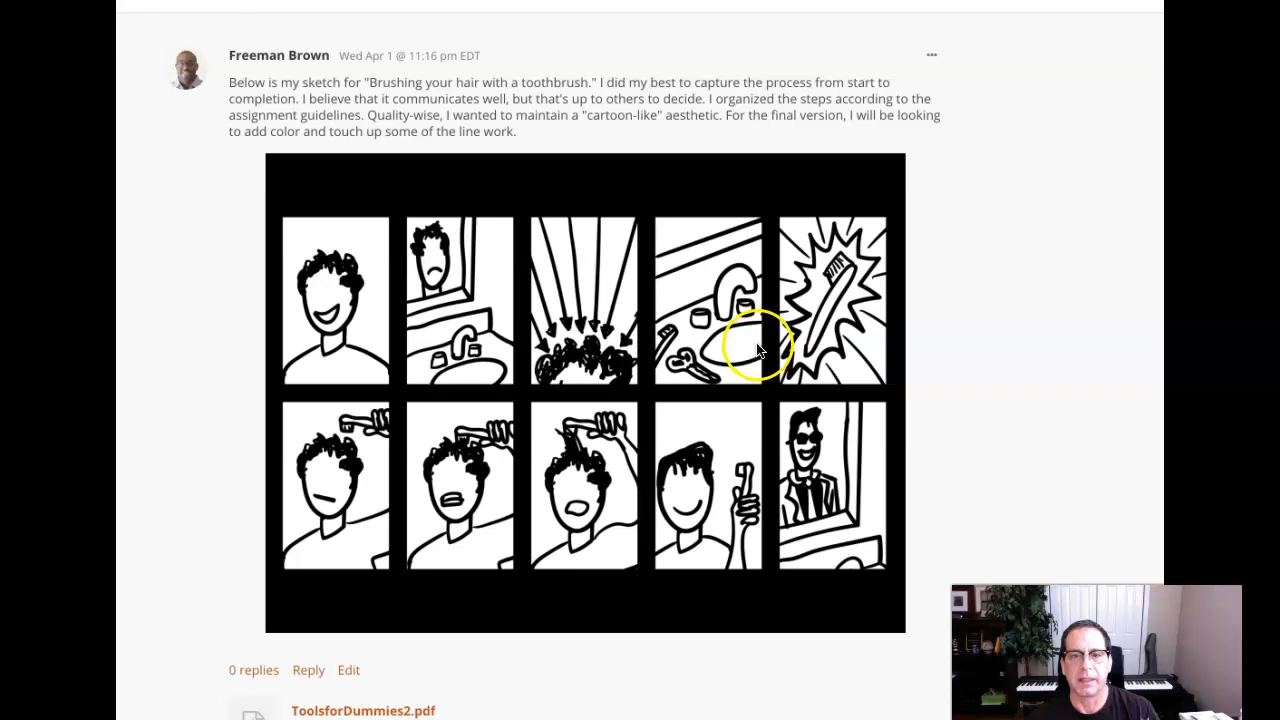 Freeman Brown Wed Apr 1 @ 11:16 pm EDT
Below is my sketch for "Brushing your hair with a toothbrush." I did my best to capture the process from start to
completion. I believe that it communicates well, but that's up to others to decide. I organized the steps according to the
assignment guidelines. Quality-wise, I wanted to maintain a "cartoon-like" aesthetic. For the final version, I will be looking
to add color and touch up some of the line work.
0 replies Reply Edit
ToolsforDummies2.pdf